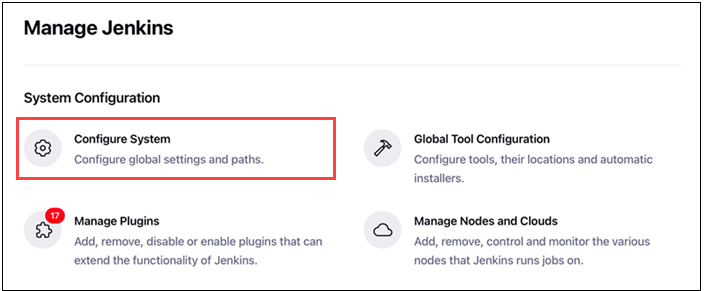 Manage Jenkins
System Configuration
Configure System
Configure global settings and paths.
Global Tool Configuration
Configure tools, their locations and automatic
installers.
17
Manage Plugins
Add, remove, disable or enable plugins that can
extend the functionality of Jenkins.
Manage Nodes and Clouds
Add, remove, control and monitor the various
nodes that Jenkins runs jobs on.